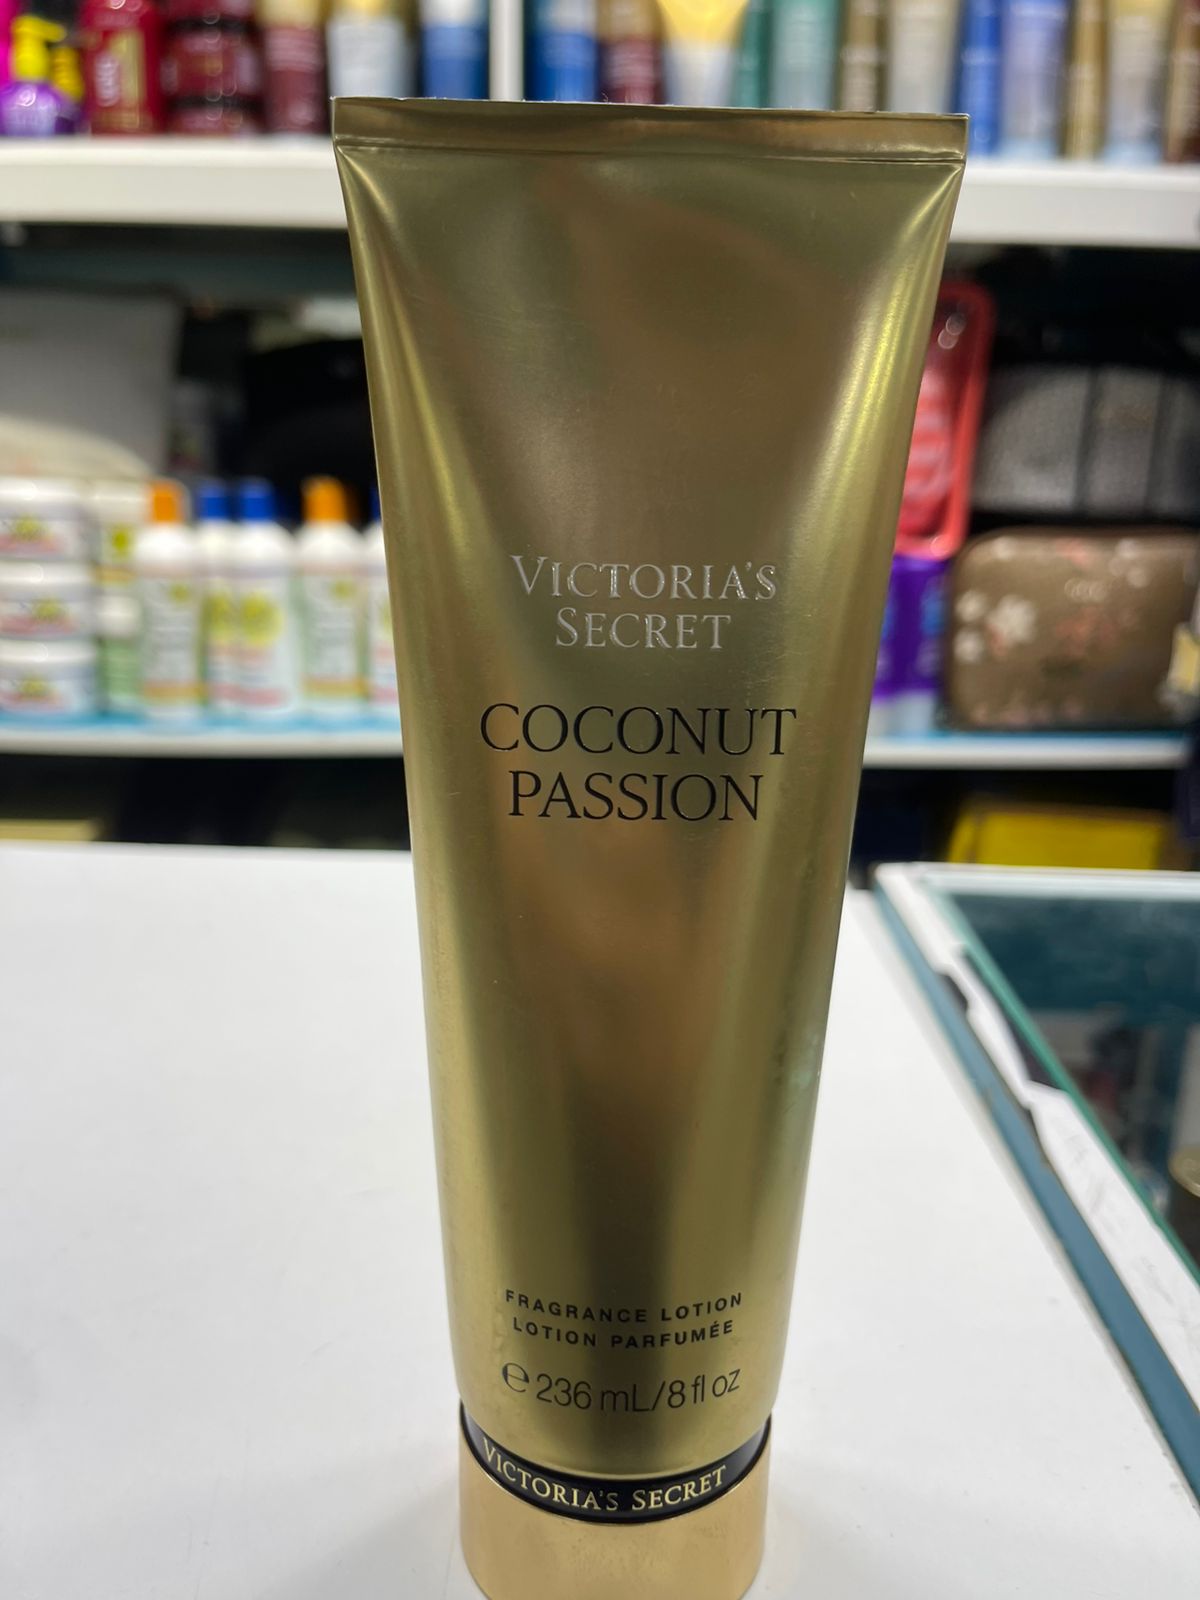 VICTORIA'S
SECRET
COCONUT
PASSION
FRAGRANCE LOTION
LOTION PARFUMÉE
℮ 236 mL/8 fl oz
VICTORIA'S SECRET